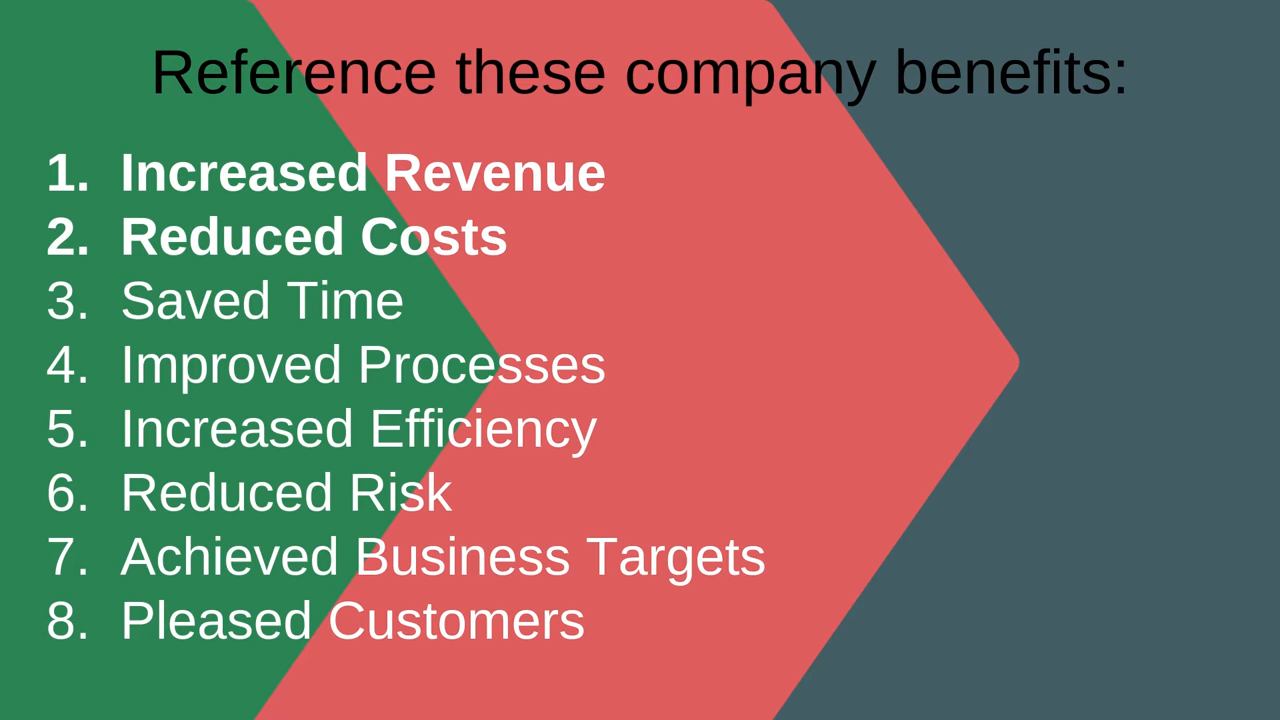 Reference these company benefits:
1. Increased Revenue
2. Reduced Costs
3. Saved Time
4. Improved Processes
5. Increased Efficiency
6. Reduced Risk
7. Achieved Business Targets
8. Pleased Customers